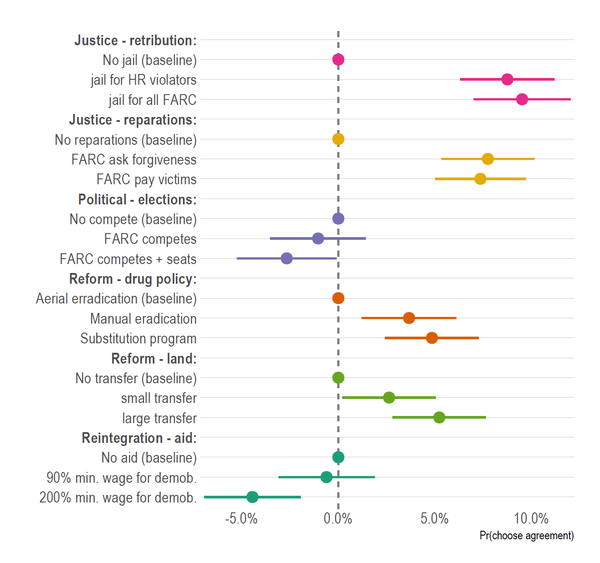 Justice - retribution:
No jail (baseline)
jail for HR violators
jail for all FARC
Justice - reparations:
No reparations (baseline)
FARC ask forgiveness
FARC pay victims
Political - elections:
No compete (baseline)
FARC competes
FARC competes + seats
Reform - drug policy:
Aerial erradication (baseline)
Manual eradication
Substitution program
Reform - land:
No transfer (baseline)
small transfer
large transfer
Reintegration - aid:
No aid (baseline)
90% min. wage for demob.
200% min. wage for demob.
-5.0% 0.0% 5.0% 10.0%
Pr(choose agreement)